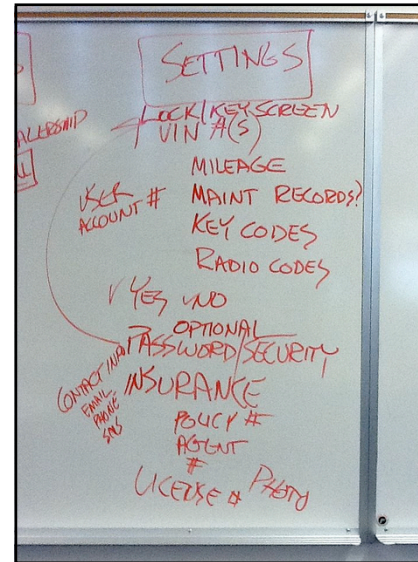 SETTINGS
ALERSHIP
LOCK/KEY SCREEN
VIN #(S)
MILEAGE
USER
ACCOUNT #
MAINT RECORDS?
KEY CODES
RADIO CODES
YES NO
OPTIONAL
PASSWORD/SECURITY
CONTACT INFO
EMAIL
PHONE
SMS
INSURANCE
POLICY #
AGENT
#
LICENSE # PHOTO